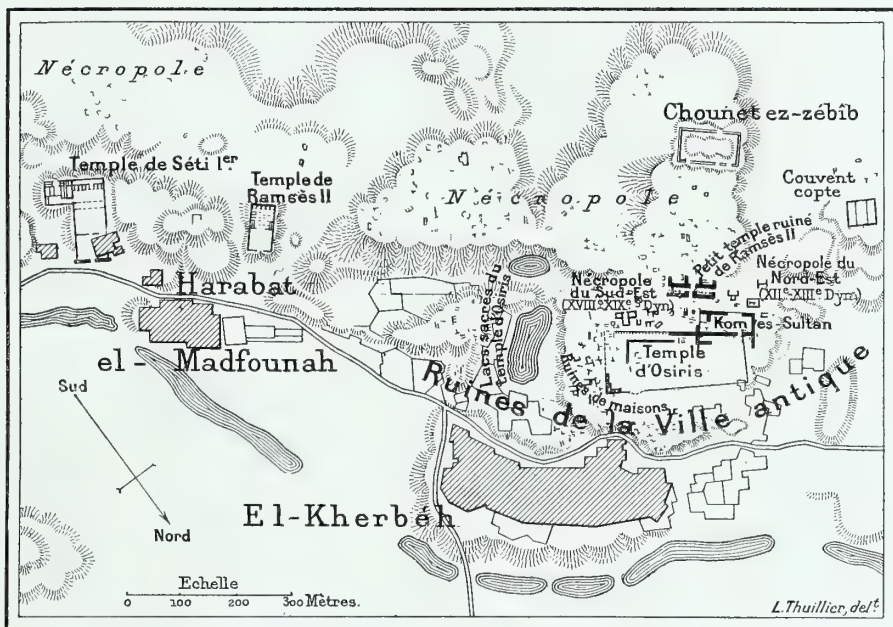 Nécropole
Temple de Séti Ier
Temple de
Ramsès II
Nécropole
Chounet ez-zébîb
Couvent
copte
Petit temple ruiné
de Ramsès II
Nécropole
du Sud-Est
(XVIIe-XIXe Dyn)
Nécropole du
Nord-Est
(XIIe-XIIIe Dyn)
Harabat
el-Madfounah
Lacs sacrés du
temple d'Osiris
Kom es-Sultan
Temple
d'Osiris
Ruines de maisons
Ruines de la Ville antique
Sud
Nord
El-Kherbéh
Echelle
0 100 200 300 Mètres.
L. Thuillier, delt.